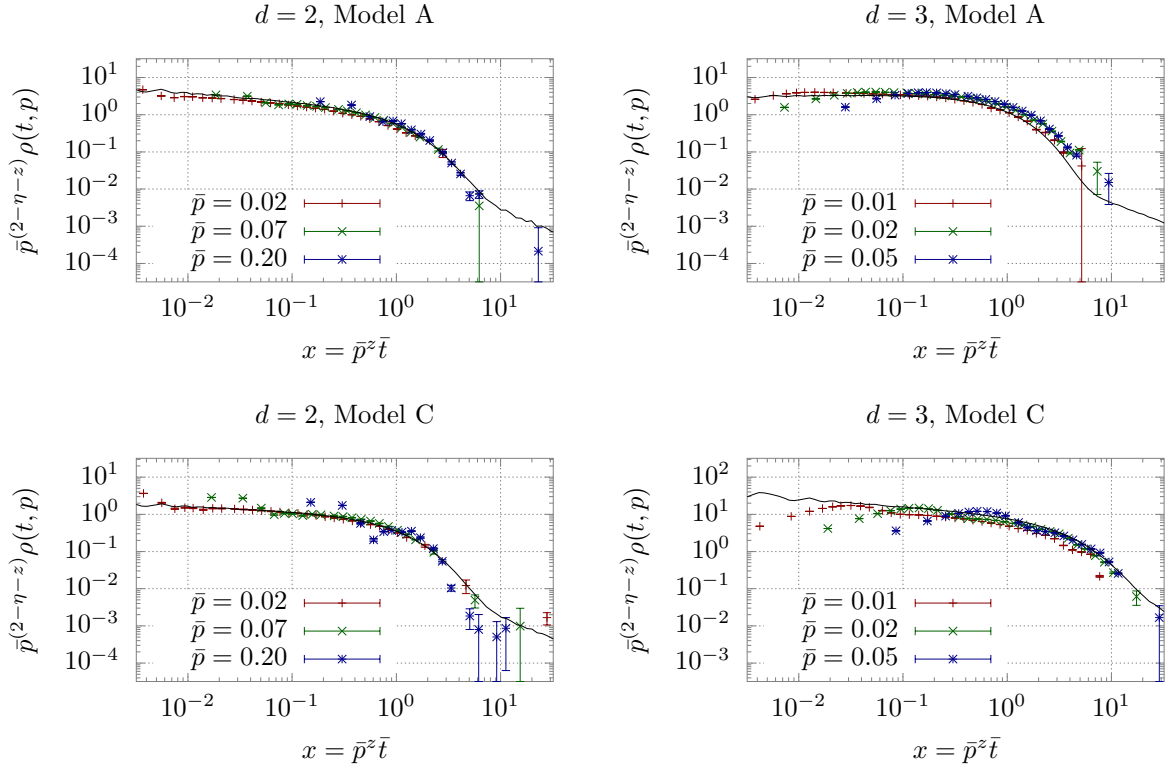 d = 2, Model A
p̄^(2−η−z) ρ(t, p)
10^1
10^0
10^−1
10^−2
10^−3
10^−4
p̄ = 0.02
p̄ = 0.07
p̄ = 0.20
10^−2 10^−1 10^0 10^1
x = p̄^z t̄
d = 3, Model A
p̄^(2−η−z) ρ(t, p)
10^1
10^0
10^−1
10^−2
10^−3
10^−4
p̄ = 0.01
p̄ = 0.02
p̄ = 0.05
10^−2 10^−1 10^0 10^1
x = p̄^z t̄
d = 2, Model C
p̄^(2−η−z) ρ(t, p)
10^1
10^0
10^−1
10^−2
10^−3
10^−4
p̄ = 0.02
p̄ = 0.07
p̄ = 0.20
10^−2 10^−1 10^0 10^1
x = p̄^z t̄
d = 3, Model C
p̄^(2−η−z) ρ(t, p)
10^2
10^1
10^0
10^−1
10^−2
10^−3
p̄ = 0.01
p̄ = 0.02
p̄ = 0.05
10^−2 10^−1 10^0 10^1
x = p̄^z t̄